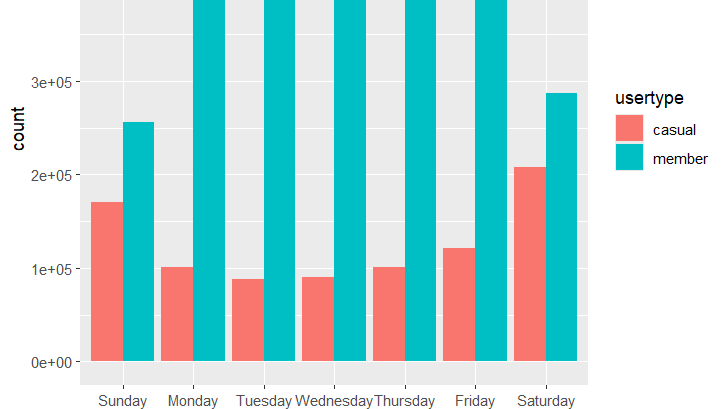 count
3e+05
2e+05
1e+05
0e+00
Sunday Monday Tuesday Wednesday Thursday Friday Saturday
usertype
casual
member